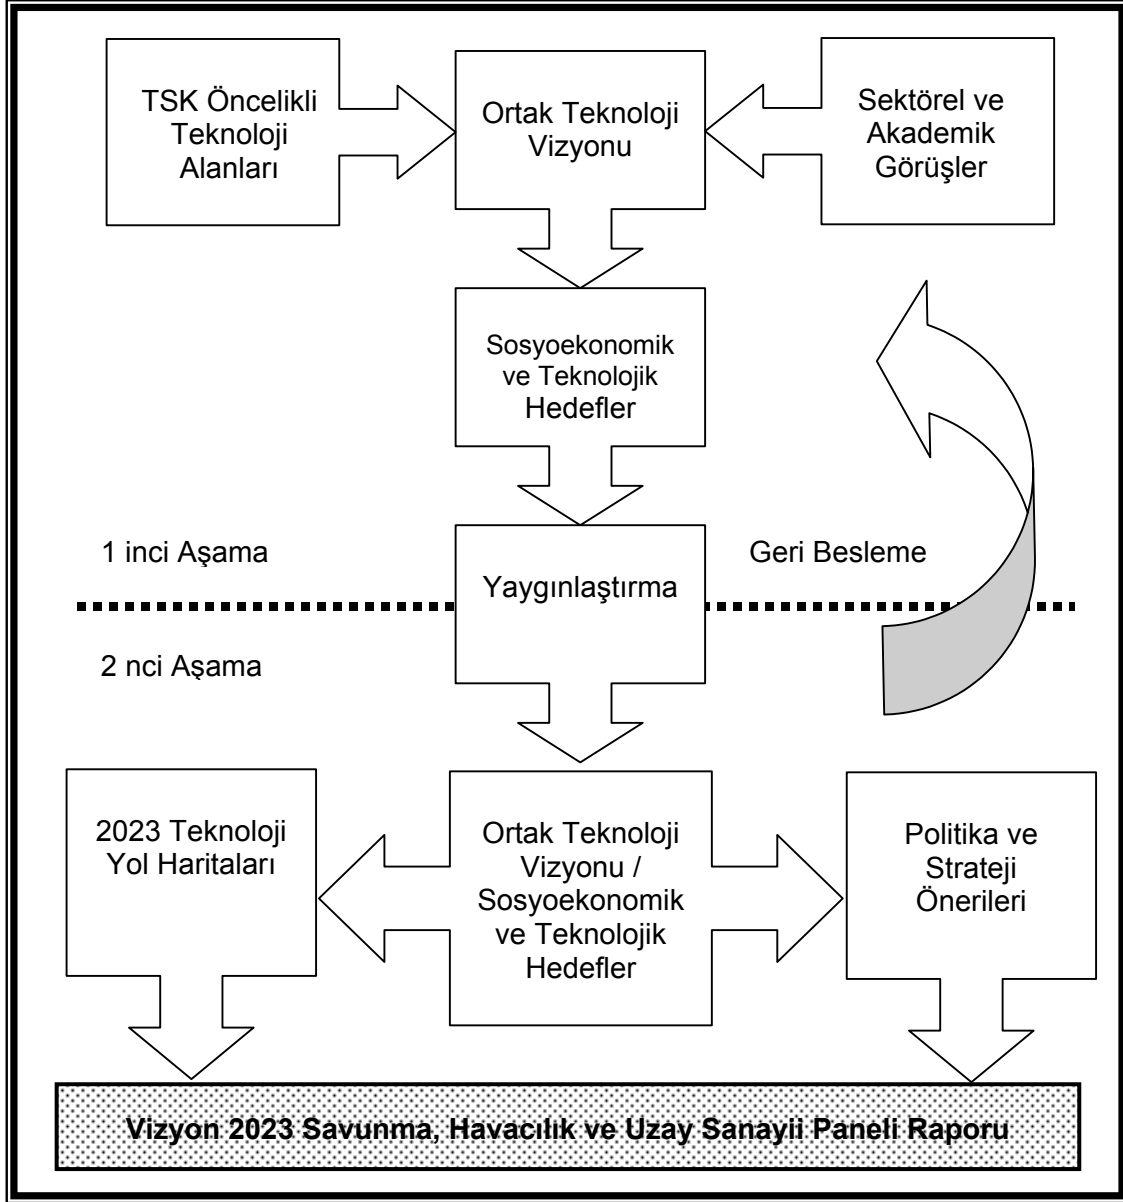 TSK Öncelikli
Teknoloji
Alanları
Ortak Teknoloji
Vizyonu
Sektörel ve
Akademik
Görüşler
Sosyoekonomik
ve Teknolojik
Hedefler
1 inci Aşama
Yaygınlaştırma
Geri Besleme
2 nci Aşama
2023 Teknoloji
Yol Haritaları
Ortak Teknoloji
Vizyonu /
Sosyoekonomik
ve Teknolojik
Hedefler
Politika ve
Strateji
Önerileri
Vizyon 2023 Savunma, Havacılık ve Uzay Sanayii Paneli Raporu